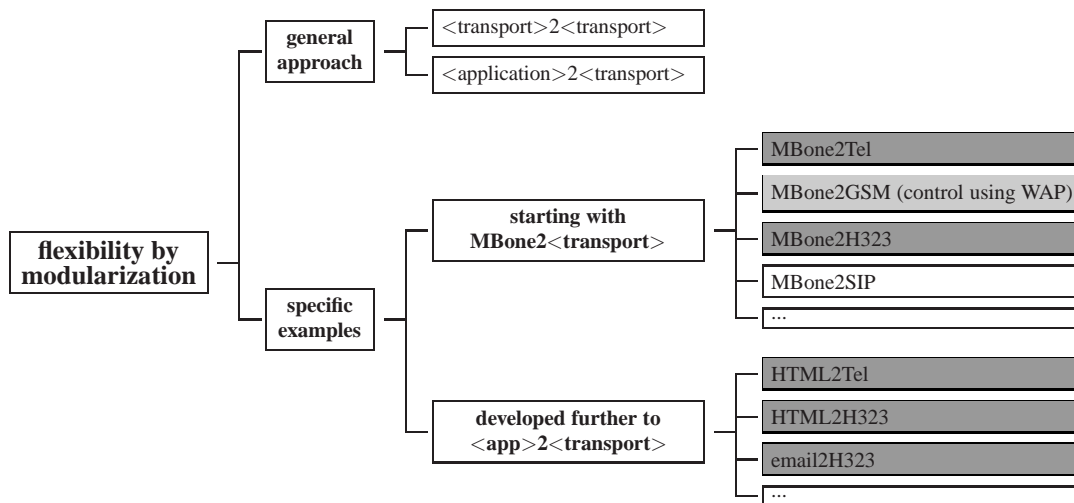 flexibility by
modularization
general
approach
<transport>2<transport>
<application>2<transport>
specific
examples
starting with
MBone2<transport>
MBone2Tel
MBone2GSM (control using WAP)
MBone2H323
MBone2SIP
...
developed further to
<app>2<transport>
HTML2Tel
HTML2H323
email2H323
...